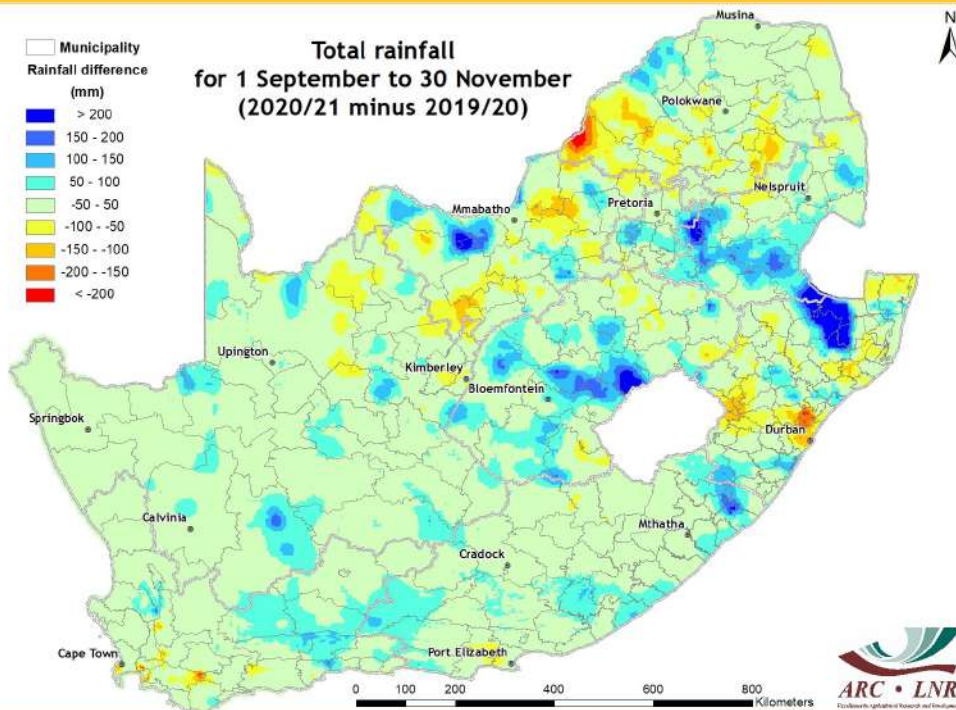 Total rainfall
for 1 September to 30 November
(2020/21 minus 2019/20)
N
Municipality
Rainfall difference
(mm)
> 200
150 - 200
100 - 150
50 - 100
-50 - 50
-100 - -50
-150 - -100
-200 - -150
< -200
Musina
Polokwane
Nelspruit
Mmabatho
Pretoria
Upington
Kimberley
Bloemfontein
Springbok
Durban
Calvinia
Mthatha
Cradock
Cape Town
Port Elizabeth
0 100 200 400 600 800
Kilometers
ARC • LNR